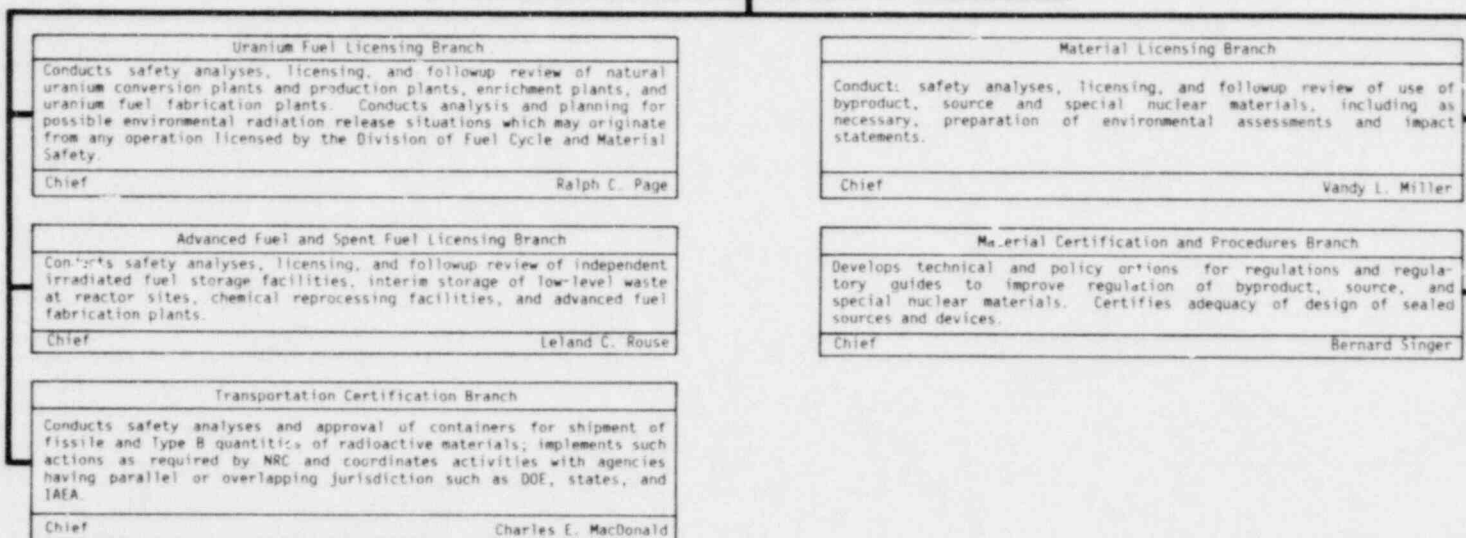 Uranium Fuel Licensing Branch
Conducts safety analyses, licensing, and followup review of natural
uranium conversion plants and production plants, enrichment plants, and
uranium fuel fabrication plants. Conducts analysis and planning for
possible environmental radiation release situations which may originate
from any operation licensed by the Division of Fuel Cycle and Material
Safety.
Chief Ralph C. Page
Advanced Fuel and Spent Fuel Licensing Branch
Conducts safety analyses, licensing, and followup review of independent
irradiated fuel storage facilities, interim storage of low-level waste
at reactor sites, chemical reprocessing facilities, and advanced fuel
fabrication plants.
Chief Leland C. Rouse
Transportation Certification Branch
Conducts safety analyses and approval of containers for shipment of
fissile and Type B quantities of radioactive materials; implements such
actions as required by NRC and coordinates activities with agencies
having parallel or overlapping jurisdiction such as DOE, states, and
IAEA.
Chief Charles E. MacDonald
Material Licensing Branch
Conduct: safety analyses, licensing, and followup review of use of
byproduct, source and special nuclear materials, including as
necessary, preparation of environmental assessments and impact
statements.
Chief Vandy L. Miller
Material Certification and Procedures Branch
Develops technical and policy options for regulations and regula-
tory guides to improve regulation of byproduct, source, and
special nuclear materials. Certifies adequacy of design of sealed
sources and devices.
Chief Bernard Singer